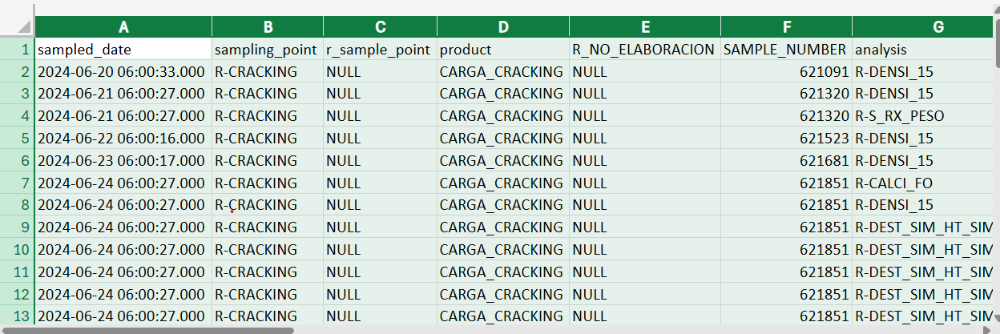 A B C D E F G
1 sampled_date sampling_point r_sample_point product R_NO_ELABORACION SAMPLE_NUMBER analysis
2 2024-06-20 06:00:33.000 R-CRACKING NULL CARGA_CRACKING NULL 621091 R-DENSI_15
3 2024-06-21 06:00:27.000 R-CRACKING NULL CARGA_CRACKING NULL 621320 R-DENSI_15
4 2024-06-21 06:00:27.000 R-CRACKING NULL CARGA_CRACKING NULL 621320 R-S_RX_PESO
5 2024-06-22 06:00:16.000 R-CRACKING NULL CARGA_CRACKING NULL 621523 R-DENSI_15
6 2024-06-23 06:00:17.000 R-CRACKING NULL CARGA_CRACKING NULL 621681 R-DENSI_15
7 2024-06-24 06:00:27.000 R-CRACKING NULL CARGA_CRACKING NULL 621851 R-CALCI_FO
8 2024-06-24 06:00:27.000 R-CRACKING NULL CARGA_CRACKING NULL 621851 R-DENSI_15
9 2024-06-24 06:00:27.000 R-CRACKING NULL CARGA_CRACKING NULL 621851 R-DEST_SIM_HT_SIM
10 2024-06-24 06:00:27.000 R-CRACKING NULL CARGA_CRACKING NULL 621851 R-DEST_SIM_HT_SIM
11 2024-06-24 06:00:27.000 R-CRACKING NULL CARGA_CRACKING NULL 621851 R-DEST_SIM_HT_SIM
12 2024-06-24 06:00:27.000 R-CRACKING NULL CARGA_CRACKING NULL 621851 R-DEST_SIM_HT_SIM
13 2024-06-24 06:00:27.000 R-CRACKING NULL CARGA_CRACKING NULL 621851 R-DEST_SIM_HT_SIM